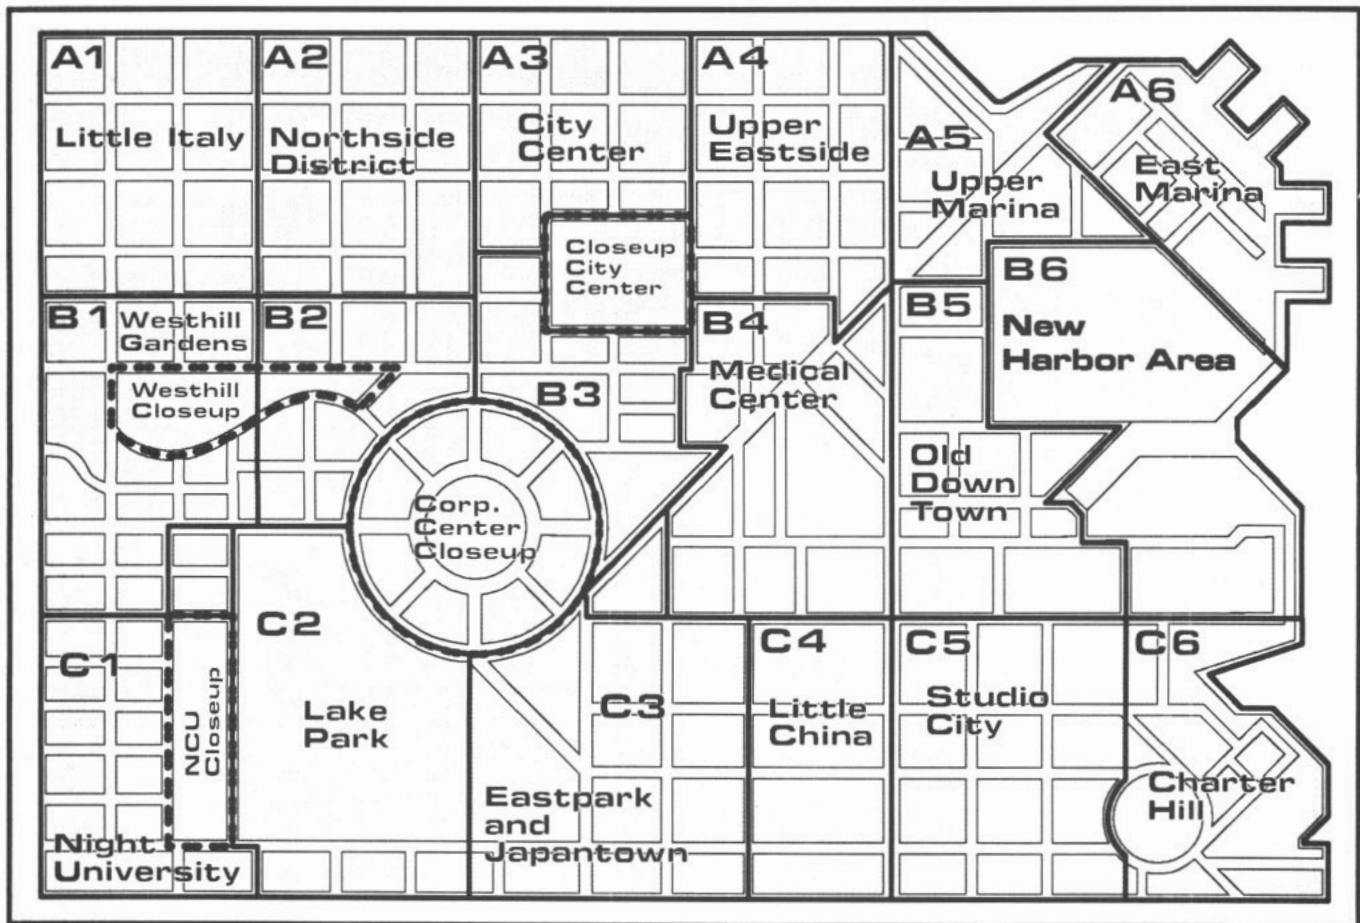 A1
Little Italy
A2
Northside
District
A3
City
Center
A4
Upper
Eastside
A5
Upper
Marina
A6
East
Marina
Closeup
City
Center
B1
Westhill
Gardens
Westhill
Closeup
B2
B3
B4
Medical
Center
B5
Old
Down
Town
B6
New
Harbor Area
Corp.
Center
Closeup
C1
Night
University
NCU
Closeup
C2
Lake
Park
C3
Eastpark
and
Japantown
C4
Little
China
C5
Studio
City
C6
Charter
Hill